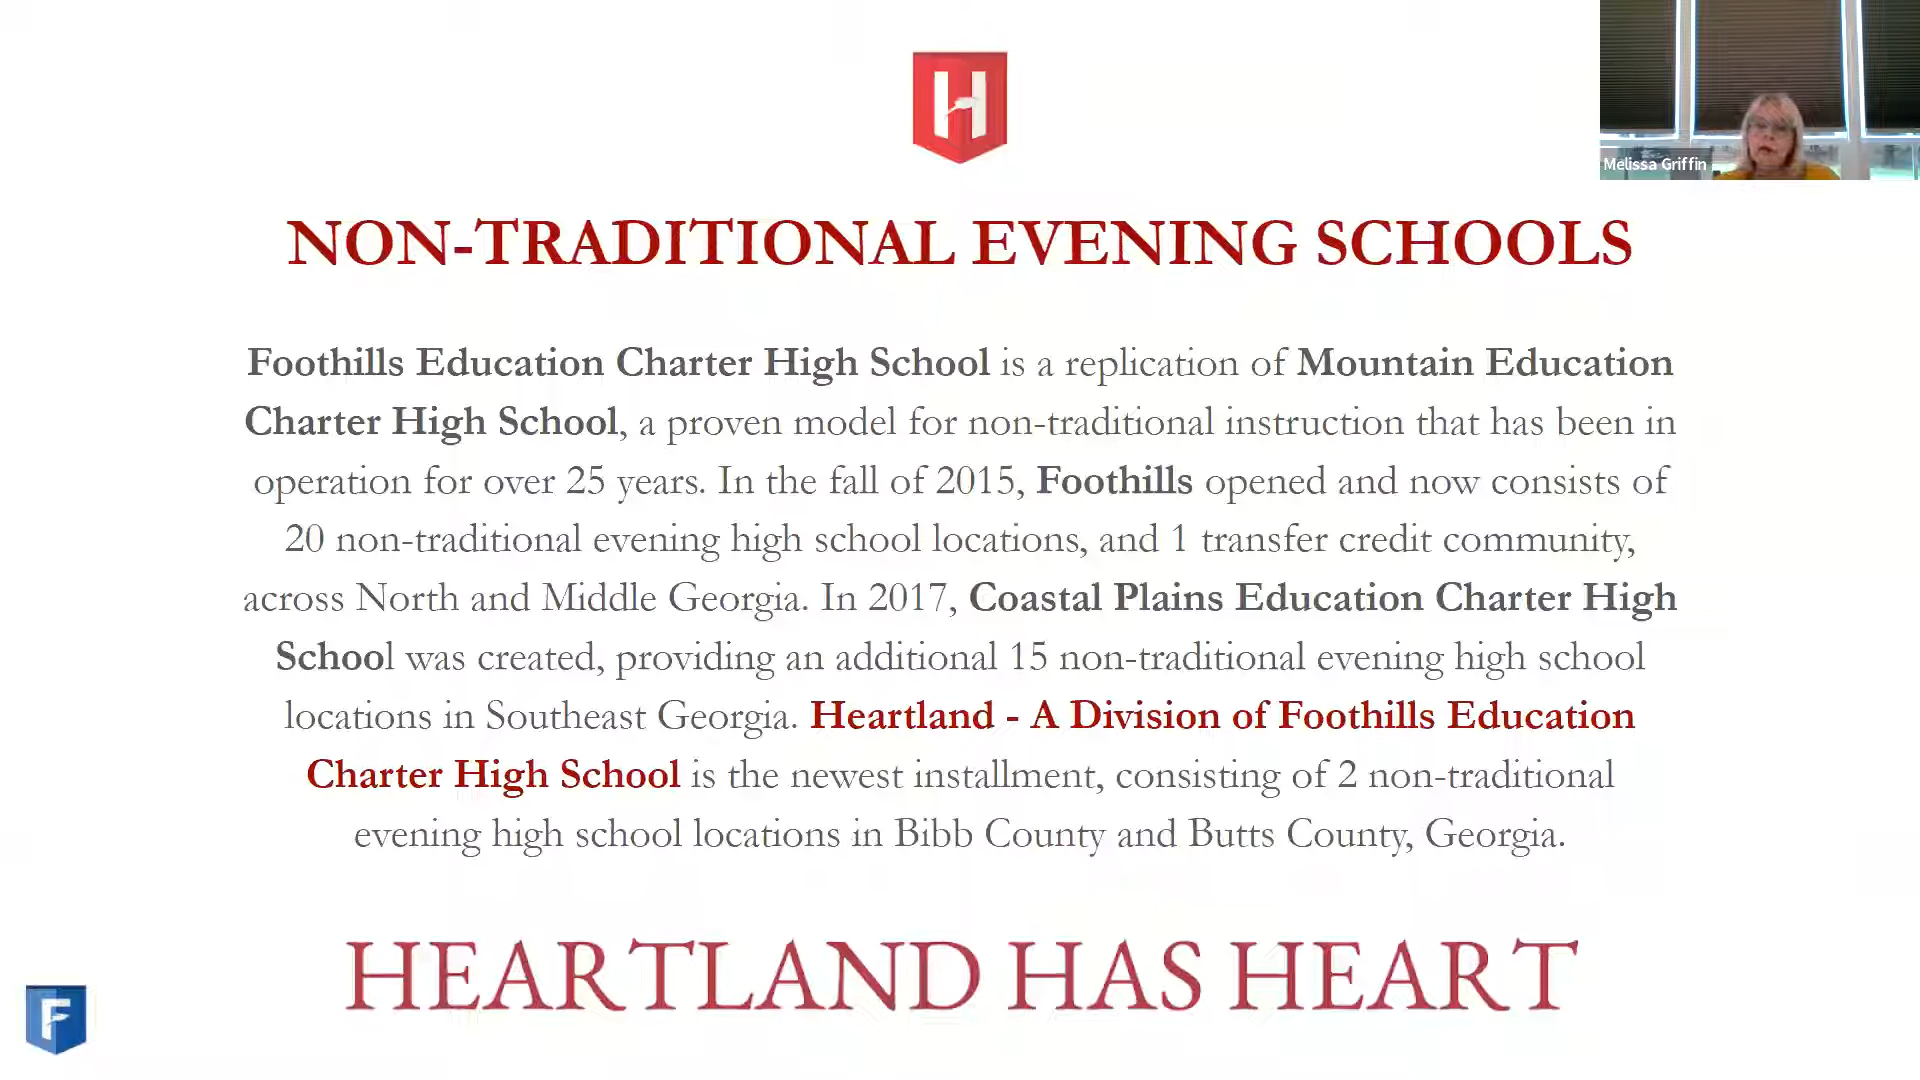 H
Melissa Griffin
NON-TRADITIONAL EVENING SCHOOLS
Foothills Education Charter High School is a replication of Mountain Education
Charter High School, a proven model for non-traditional instruction that has been in
operation for over 25 years. In the fall of 2015, Foothills opened and now consists of
20 non-traditional evening high school locations, and 1 transfer credit community,
across North and Middle Georgia. In 2017, Coastal Plains Education Charter High
School was created, providing an additional 15 non-traditional evening high school
locations in Southeast Georgia. Heartland - A Division of Foothills Education
Charter High School is the newest installment, consisting of 2 non-traditional
evening high school locations in Bibb County and Butts County, Georgia.
HEARTLAND HAS HEART
F